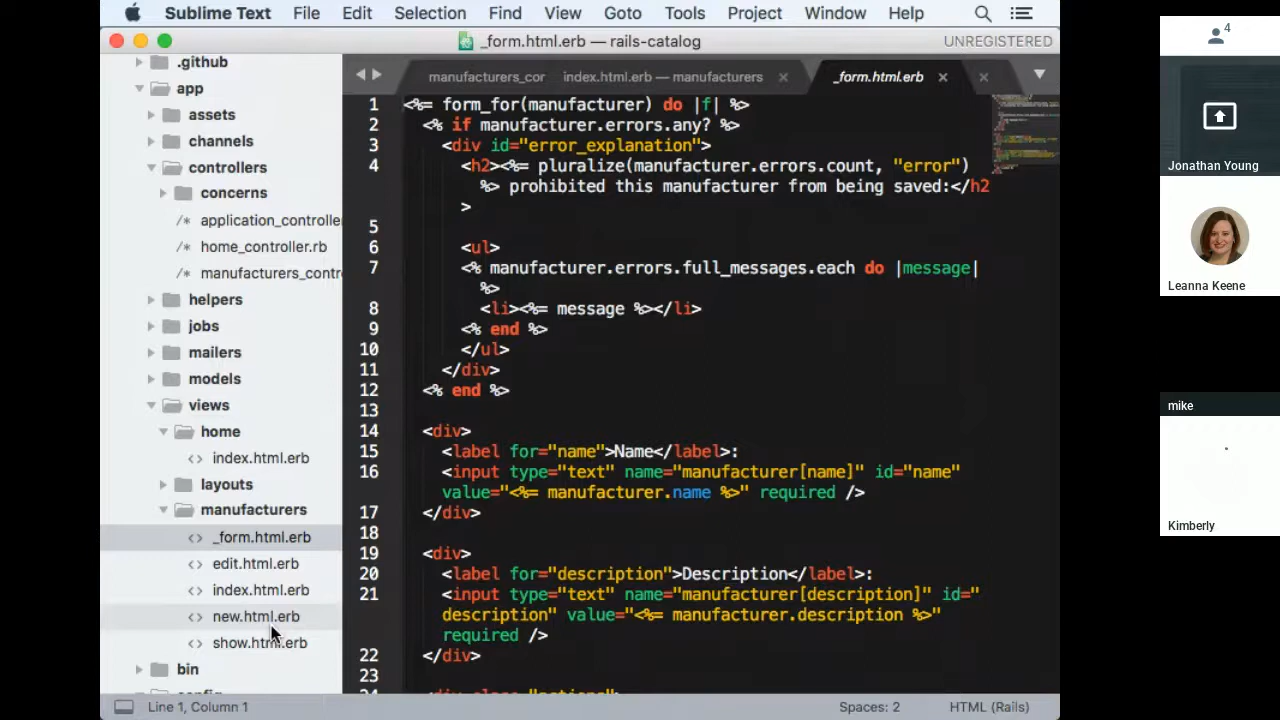 Sublime Text File Edit Selection Find View Goto Tools Project Window Help
_form.html.erb — rails-catalog
UNREGISTERED
.github
app
assets
channels
controllers
concerns
/* application_controlle
/* home_controller.rb
/* manufacturers_contr
helpers
jobs
mailers
models
views
home
<> index.html.erb
layouts
manufacturers
<> _form.html.erb
<> edit.html.erb
<> index.html.erb
<> new.html.erb
<> show.html.erb
bin
manufacturers_cor index.html.erb — manufacturers × _form.html.erb × ×
1 <%= form_for(manufacturer) do |f| %>
2 <% if manufacturer.errors.any? %>
3 <div id="error_explanation">
4 <h2><%= pluralize(manufacturer.errors.count, "error")
%> prohibited this manufacturer from being saved:</h2
>
5
6 <ul>
7 <% manufacturer.errors.full_messages.each do |message|
%>
8 <li><%= message %></li>
9 <% end %>
10 </ul>
11 </div>
12 <% end %>
13
14 <div>
15 <label for="name">Name</label>:
16 <input type="text" name="manufacturer[name]" id="name"
value="<%= manufacturer.name %>" required />
17 </div>
18
19 <div>
20 <label for="description">Description</label>:
21 <input type="text" name="manufacturer[description]" id="
description" value="<%= manufacturer.description %>"
required />
22 </div>
23
24 <div class="actions">
Line 1, Column 1
Spaces: 2
HTML (Rails)
4
Jonathan Young
Leanna Keene
mike
Kimberly